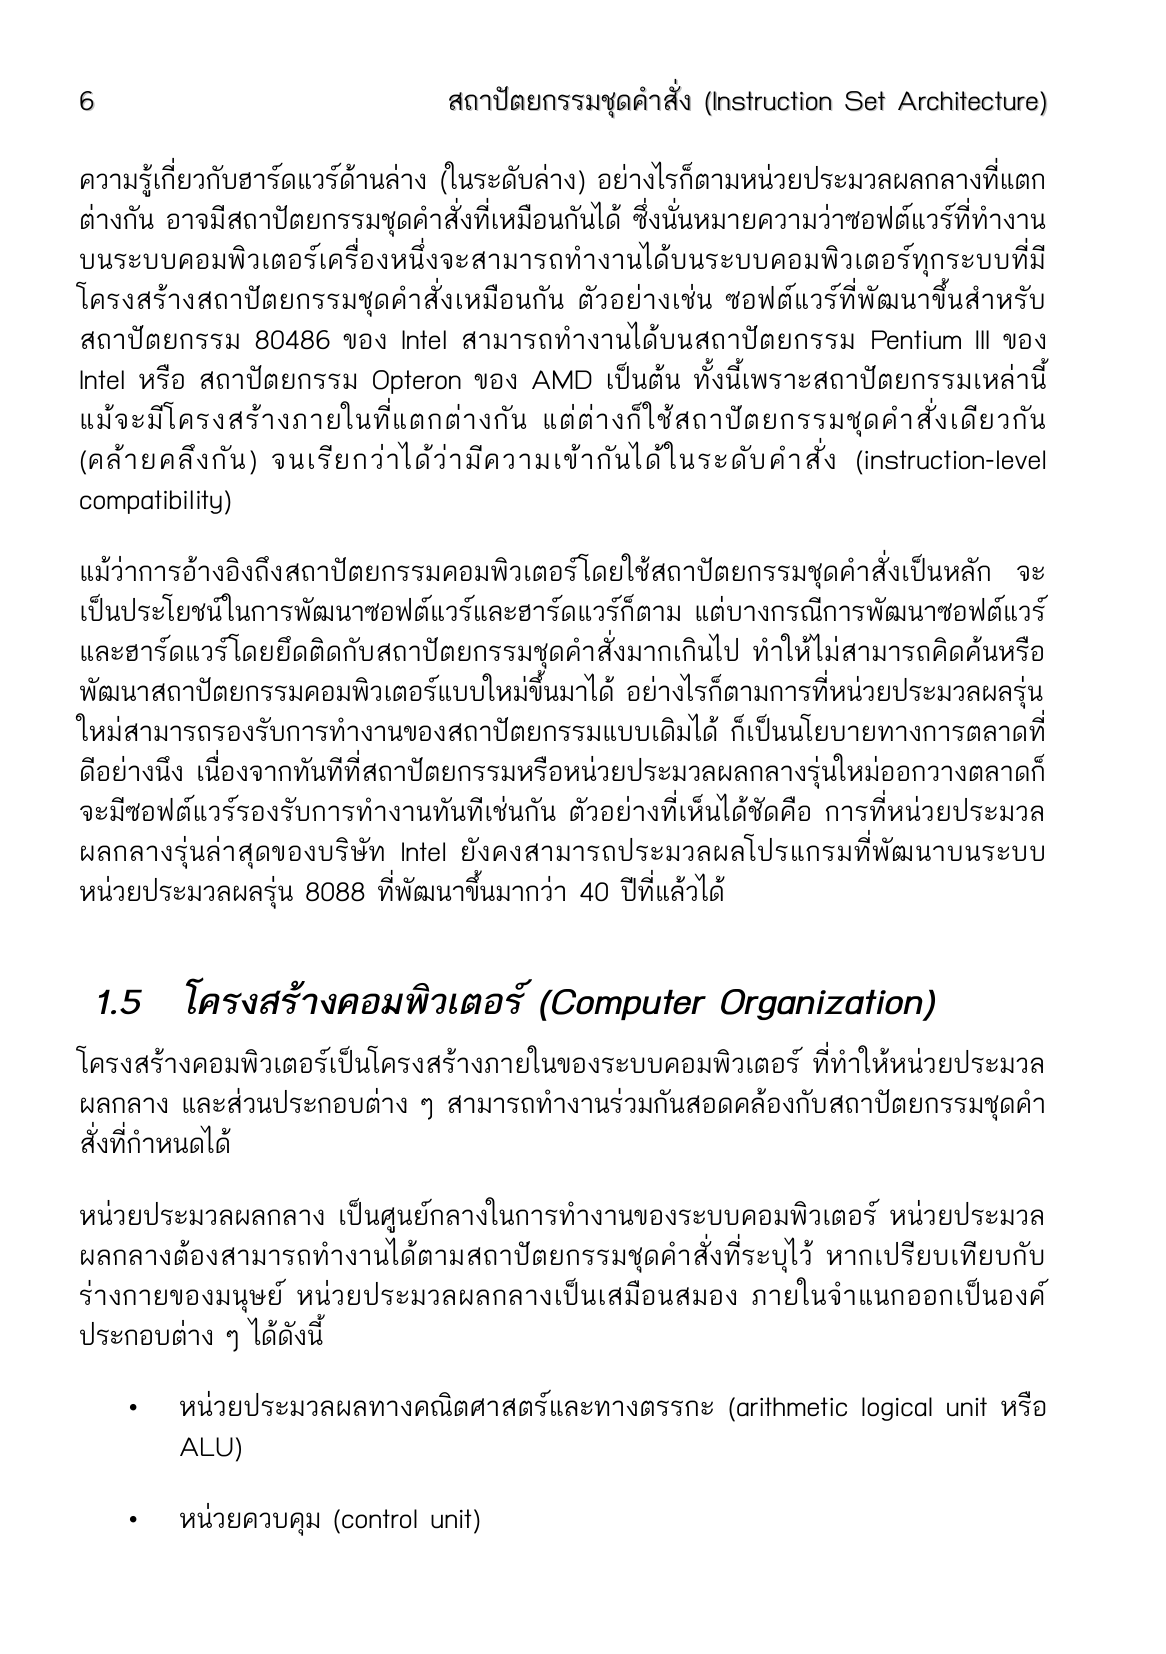 6 สถาปัตยกรรมชุดคำสั่ง (Instruction Set Architecture)
ความรู้เกี่ยวกับฮาร์ดแวร์ด้านล่าง (ในระดับล่าง) อย่างไรก็ตามหน่วยประมวลผลกลางที่แตก
ต่างกัน อาจมีสถาปัตยกรรมชุดคำสั่งที่เหมือนกันได้ ซึ่งนั่นหมายความว่าซอฟต์แวร์ที่ทำงาน
บนระบบคอมพิวเตอร์เครื่องหนึ่งจะสามารถทำงานได้บนระบบคอมพิวเตอร์ทุกระบบที่มี
โครงสร้างสถาปัตยกรรมชุดคำสั่งเหมือนกัน ตัวอย่างเช่น ซอฟต์แวร์ที่พัฒนาขึ้นสำหรับ
สถาปัตยกรรม 80486 ของ Intel สามารถทำงานได้บนสถาปัตยกรรม Pentium III ของ
Intel หรือ สถาปัตยกรรม Opteron ของ AMD เป็นต้น ทั้งนี้เพราะสถาปัตยกรรมเหล่านี้
แม้จะมีโครงสร้างภายในที่แตกต่างกัน แต่ต่างก็ใช้สถาปัตยกรรมชุดคำสั่งเดียวกัน
(คล้ายคลึงกัน) จนเรียกว่าได้ว่ามีความเข้ากันได้ในระดับคำสั่ง (instruction-level
compatibility)
แม้ว่าการอ้างอิงถึงสถาปัตยกรรมคอมพิวเตอร์โดยใช้สถาปัตยกรรมชุดคำสั่งเป็นหลัก จะ
เป็นประโยชน์ในการพัฒนาซอฟต์แวร์และฮาร์ดแวร์ก็ตาม แต่บางกรณีการพัฒนาซอฟต์แวร์
และฮาร์ดแวร์โดยยึดติดกับสถาปัตยกรรมชุดคำสั่งมากเกินไป ทำให้ไม่สามารถคิดค้นหรือ
พัฒนาสถาปัตยกรรมคอมพิวเตอร์แบบใหม่ขึ้นมาได้ อย่างไรก็ตามการที่หน่วยประมวลผลรุ่น
ใหม่สามารถรองรับการทำงานของสถาปัตยกรรมแบบเดิมได้ ก็เป็นนโยบายทางการตลาดที่
ดีอย่างนึง เนื่องจากทันทีที่สถาปัตยกรรมหรือหน่วยประมวลผลกลางรุ่นใหม่ออกวางตลาดก็
จะมีซอฟต์แวร์รองรับการทำงานทันทีเช่นกัน ตัวอย่างที่เห็นได้ชัดคือ การที่หน่วยประมวล
ผลกลางรุ่นล่าสุดของบริษัท Intel ยังคงสามารถประมวลผลโปรแกรมที่พัฒนาบนระบบ
หน่วยประมวลผลรุ่น 8088 ที่พัฒนาขึ้นมากว่า 40 ปีที่แล้วได้
1.5 โครงสร้างคอมพิวเตอร์ (Computer Organization)
โครงสร้างคอมพิวเตอร์เป็นโครงสร้างภายในของระบบคอมพิวเตอร์ ที่ทำให้หน่วยประมวล
ผลกลาง และส่วนประกอบต่าง ๆ สามารถทำงานร่วมกันสอดคล้องกับสถาปัตยกรรมชุดคำ
สั่งที่กำหนดได้
หน่วยประมวลผลกลาง เป็นศูนย์กลางในการทำงานของระบบคอมพิวเตอร์ หน่วยประมวล
ผลกลางต้องสามารถทำงานได้ตามสถาปัตยกรรมชุดคำสั่งที่ระบุไว้ หากเปรียบเทียบกับ
ร่างกายของมนุษย์ หน่วยประมวลผลกลางเป็นเสมือนสมอง ภายในจำแนกออกเป็นองค์
ประกอบต่าง ๆ ได้ดังนี้
• หน่วยประมวลผลทางคณิตศาสตร์และทางตรรกะ (arithmetic logical unit หรือ
ALU)
• หน่วยควบคุม (control unit)